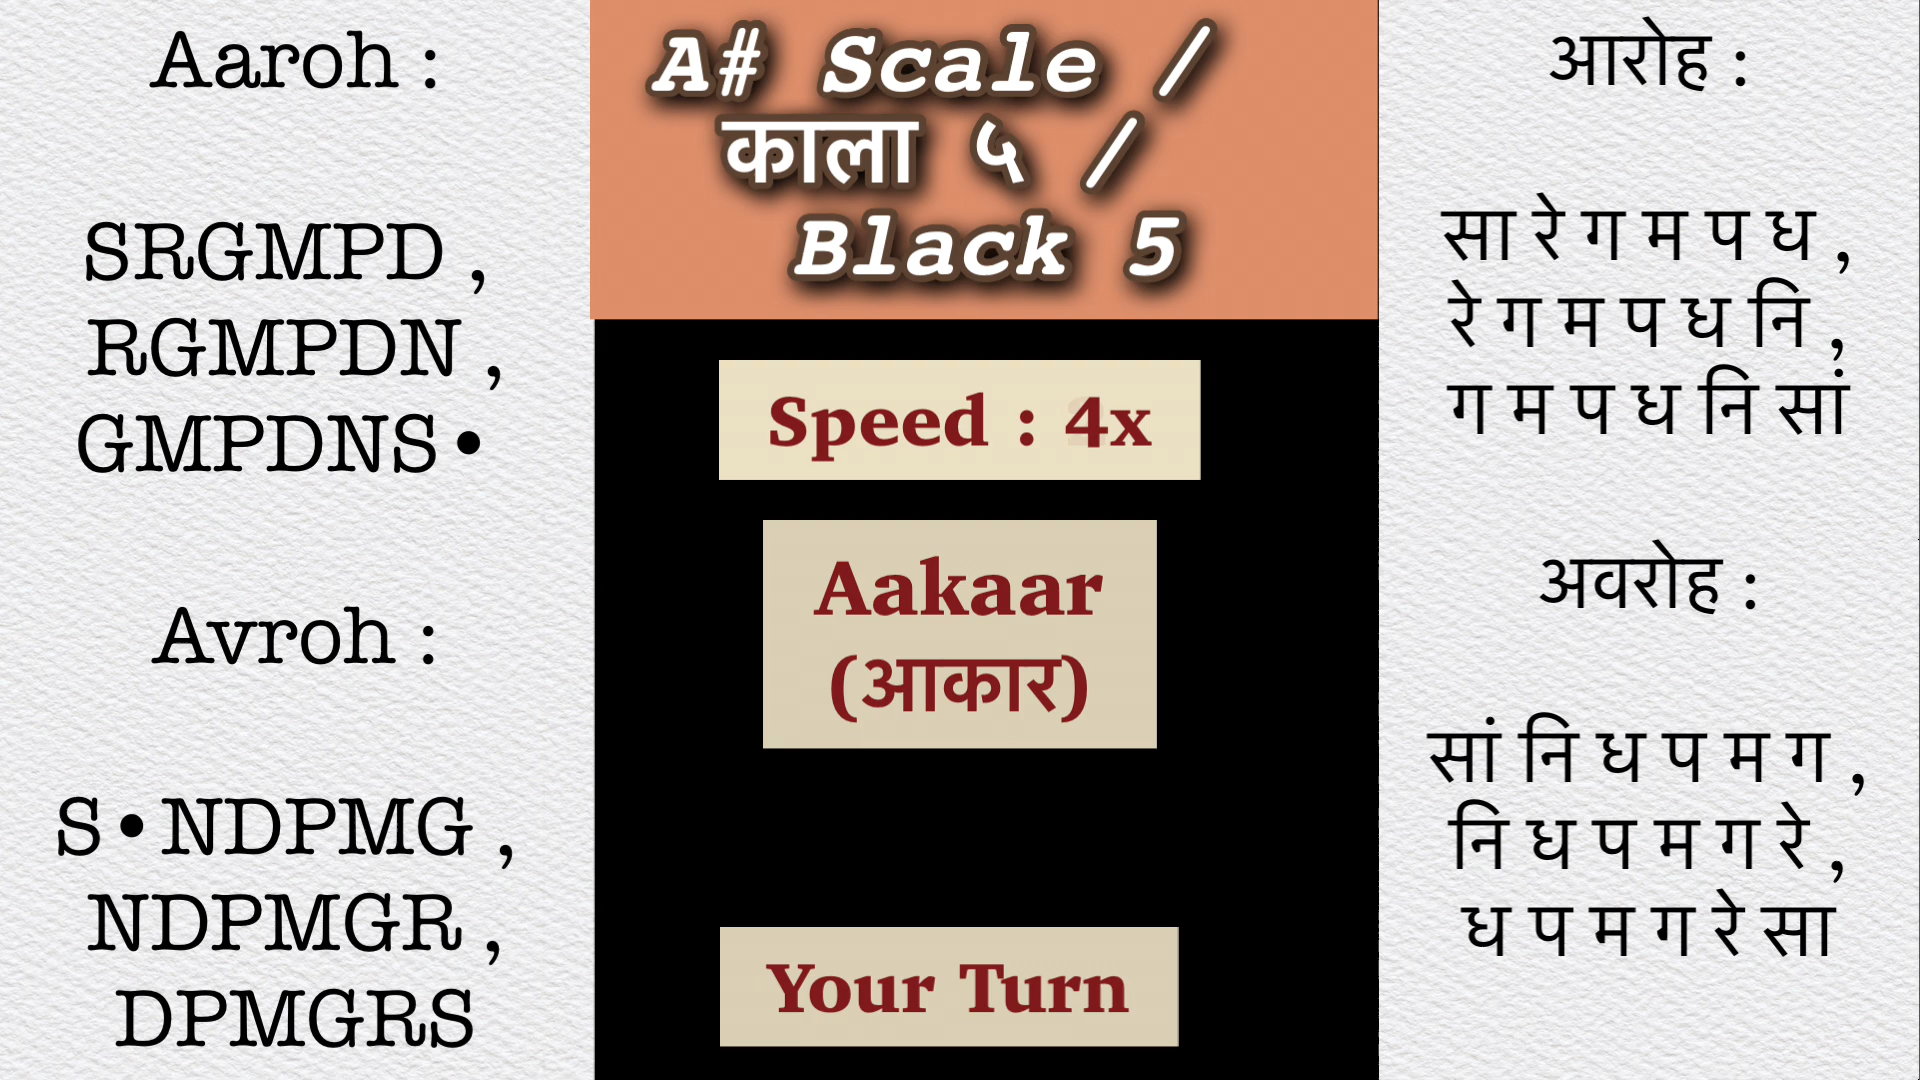 Aaroh :
SRGMPD ,
RGMPDN ,
GMPDNS•
Avroh :
S•NDPMG ,
NDPMGR ,
DPMGRS
A# Scale /
काला ५ /
Black 5
Speed : 4x
Aakaar
(आकार)
Your Turn
आरोह :
सा रे ग म प ध ,
रे ग म प ध नि ,
ग म प ध नि सां
अवरोह :
सां नि ध प म ग ,
नि ध प म ग रे ,
ध प म ग रे सा